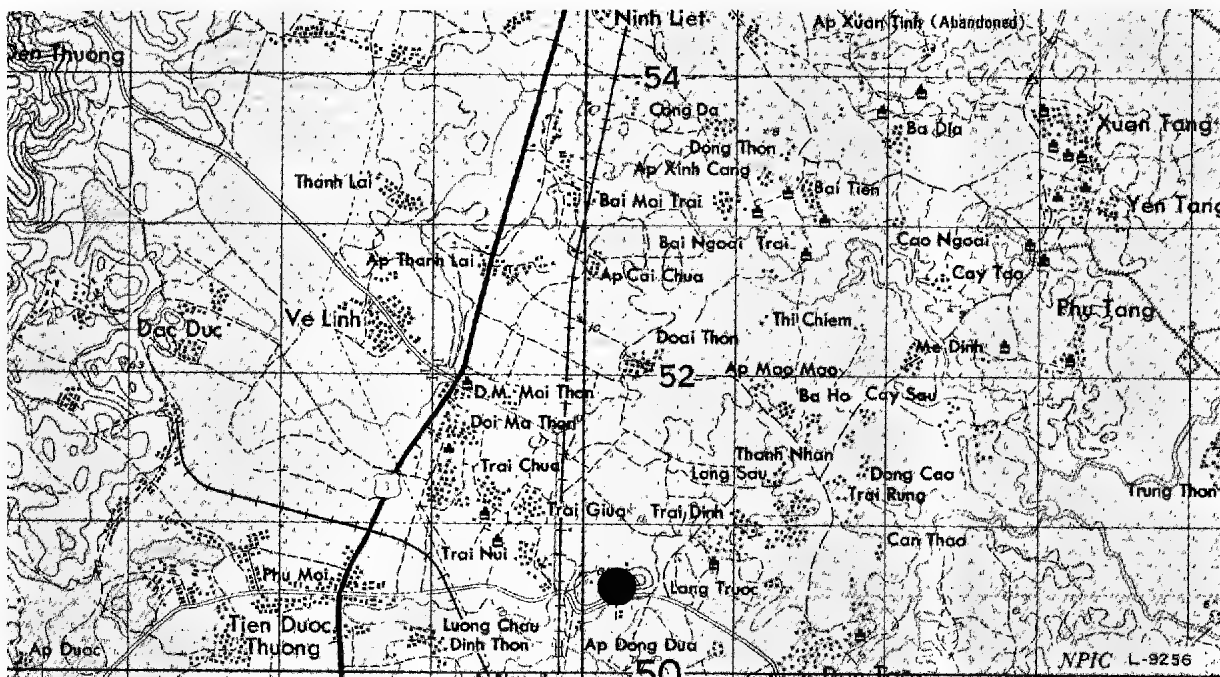 Ninh Liet
Ap Xuan Tinh (Abandoned)
Thuong
54
Cong Da
Ba Dia
Xuan Tang
Dong Thon
Ap Xinh Cang
Thanh Lai
Bai Tien
Bai Moi Trai
Yen Tang
Bai Ngoai Trai
Cao Ngoai
Ap Thanh Lai
Ap Cai Chua
Cay Tao
Ve Linh
Thi Chiem
Phu Tang
Dac Duc
Doai Thon
Me Dinh
52
Ap Mao Mao
D.M. Mai Thon
Ba Ho
Cay Sau
Doi Ma Thon
Thanh Nhan
Trai Chua
Lang Sau
Dong Cao
Trai Rung
Trung Thon
Trai Giua
Trai Dinh
Can Thao
Trai Nui
Phu Moi
Lang Truoc
Tien Duoc
Thuong
Luong Chau
Dinh Thon
Ap Dong Dua
Ap Duoc
50
NPIC L-9256